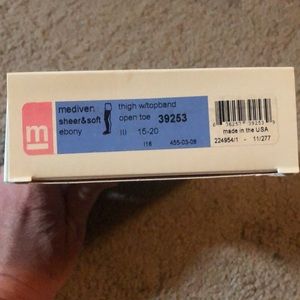 m
mediven
sheer&soft
ebony
thigh w/topband
open toe 39253
III 15-20
116 455-03-08
made in the USA
224954/1 - 11/277